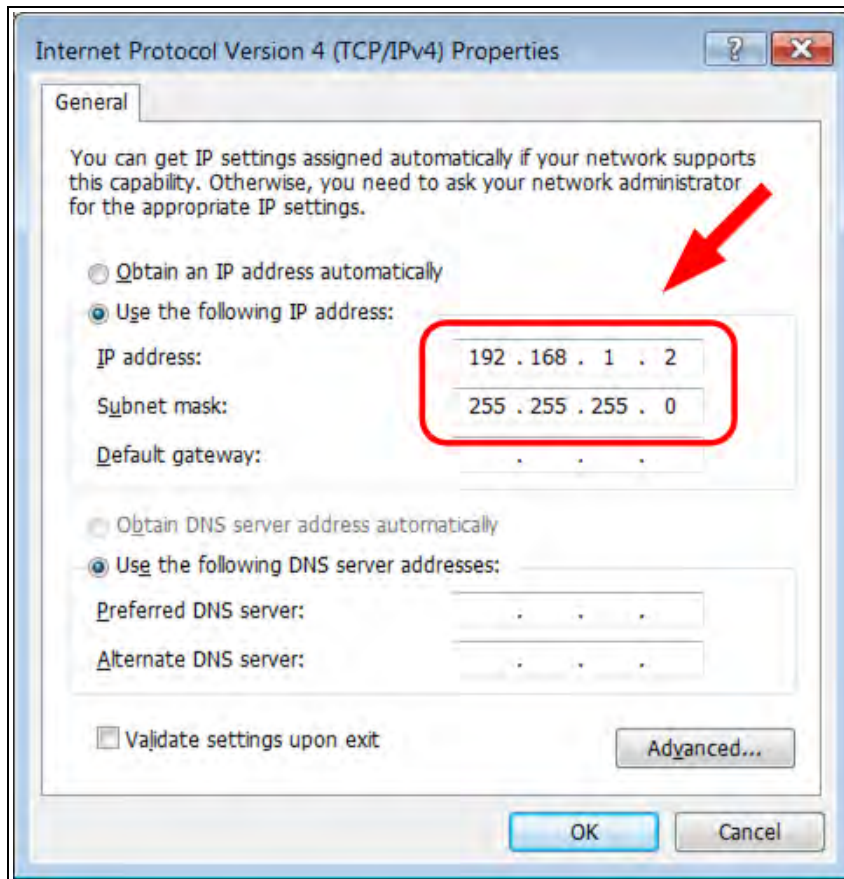 Internet Protocol Version 4 (TCP/IPv4) Properties
?
General
You can get IP settings assigned automatically if your network supports
this capability. Otherwise, you need to ask your network administrator
for the appropriate IP settings.
Obtain an IP address automatically
Use the following IP address:
IP address: 192 . 168 . 1 . 2
Subnet mask: 255 . 255 . 255 . 0
Default gateway: . . .
Obtain DNS server address automatically
Use the following DNS server addresses:
Preferred DNS server: . . .
Alternate DNS server: . . .
Validate settings upon exit
Advanced...
OK Cancel